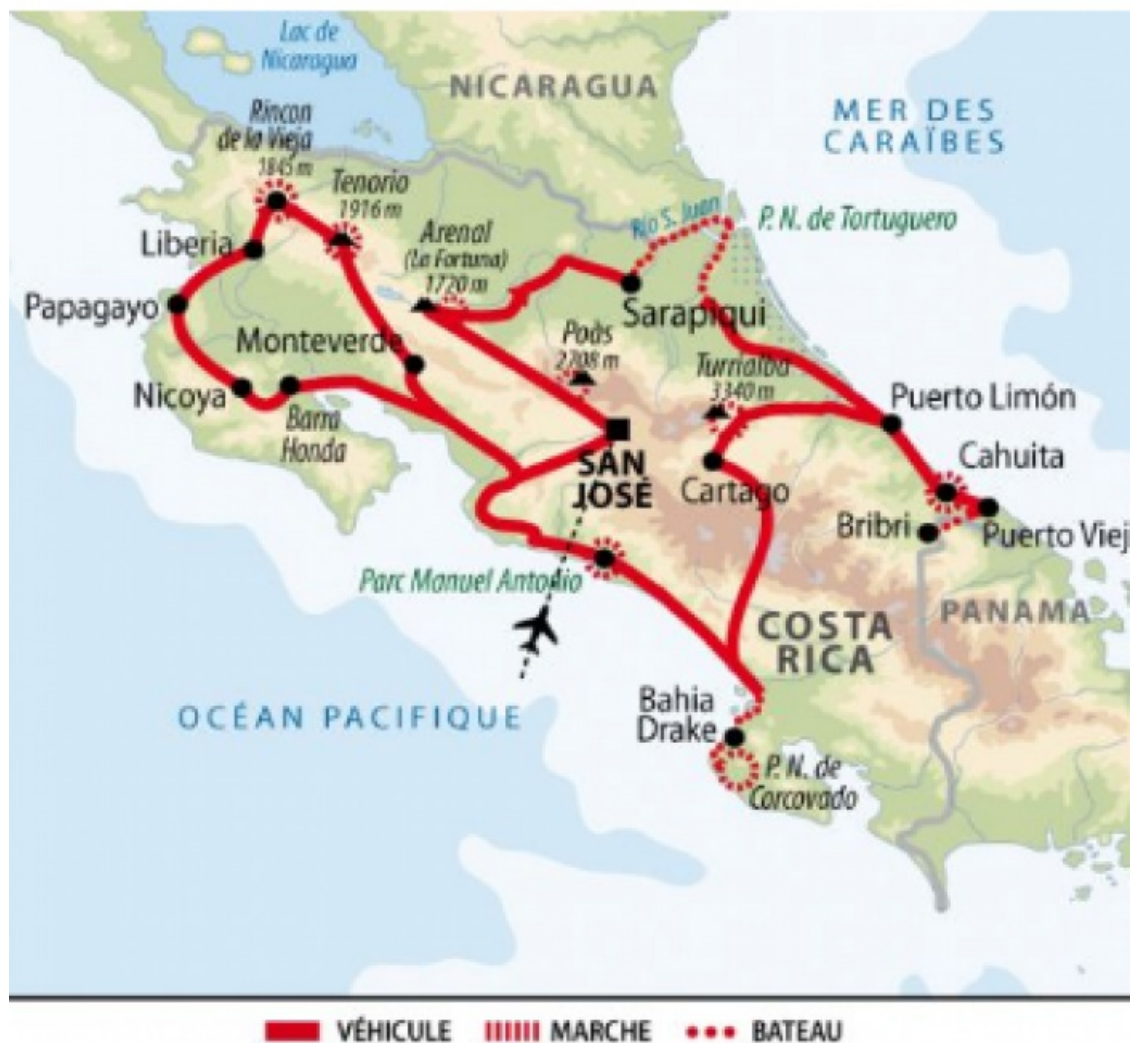 Lac de
Nicaragua
NICARAGUA
MER DES
CARAÏBES
Rincon
de la Vieja
1845 m
Tenorio
1916 m
Río S. Juan
P. N. de Tortuguero
Liberia
Arenal
(La Fortuna)
1720 m
Papagayo
Sarapiqui
Monteverde
Poàs
2708 m
Turrialba
3340 m
Nicoya
Barra
Honda
Puerto Limón
SAN
JOSÉ
Cartago
Cahuita
Bribri
Puerto Viej
Parc Manuel Antonio
COSTA
RICA
PANAMA
OCÉAN PACIFIQUE
Bahia
Drake
P. N. de
Corcovado
VÉHICULE MARCHE BATEAU